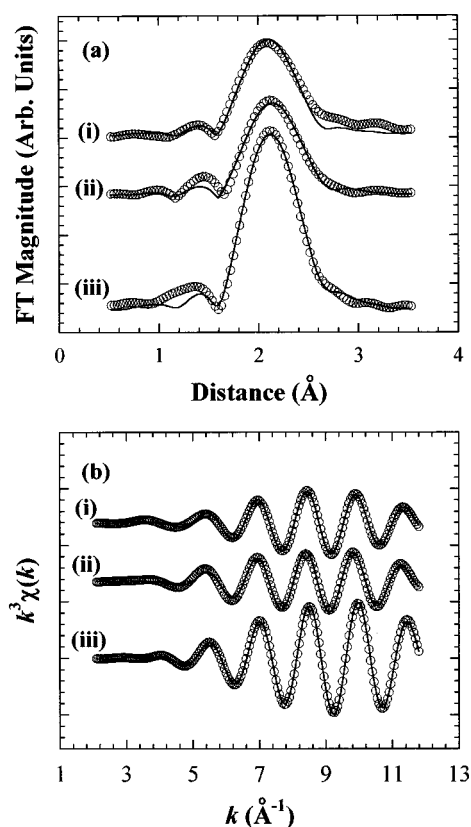 (a)
FT Magnitude (Arb. Units)
(i)
(ii)
(iii)
0 1 2 3 4
Distance (Å)
(b)
k³χ(k)
(i)
(ii)
(iii)
1 3 5 7 9 11 13
k (Å⁻¹)